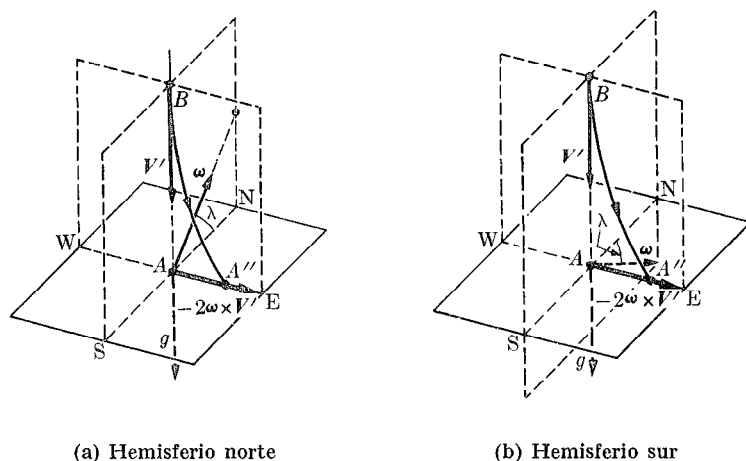 B
V′
ω
λ
N
W
A
A″
E
−2ω × V′
S
g
(a) Hemisferio norte
B
V′
N
λ
W
ω
A
A″
E
−2ω × V′
S
g
(b) Hemisferio sur